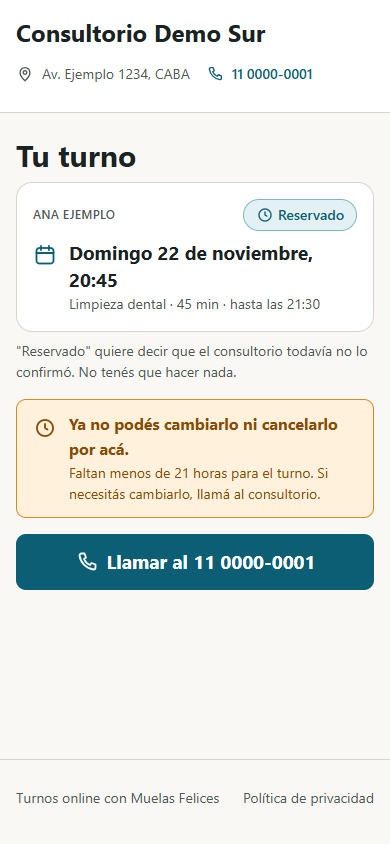 Consultorio Demo Sur
Av. Ejemplo 1234, CABA 11 0000-0001
Tu turno
ANA EJEMPLO Reservado
Domingo 22 de noviembre,
20:45
Limpieza dental · 45 min · hasta las 21:30
"Reservado" quiere decir que el consultorio todavía no lo
confirmó. No tenés que hacer nada.
Ya no podés cambiarlo ni cancelarlo
por acá.
Faltan menos de 21 horas para el turno. Si
necesitás cambiarlo, llamá al consultorio.
Llamar al 11 0000-0001
Turnos online con Muelas Felices Política de privacidad